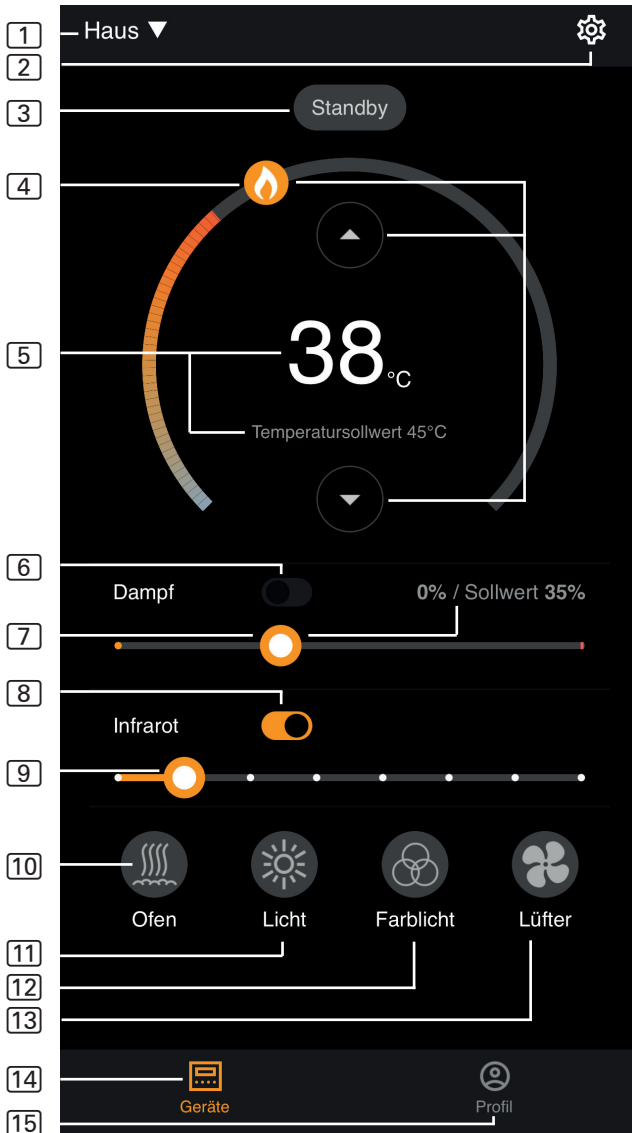 1 Haus ▼
2
3 Standby
4
5 38 °C
Temperatursollwert 45°C
6
Dampf 0% / Sollwert 35%
7
8
Infrarot
9
10
Ofen Licht Farblicht Lüfter
11
12
13
14
Geräte Profil
15